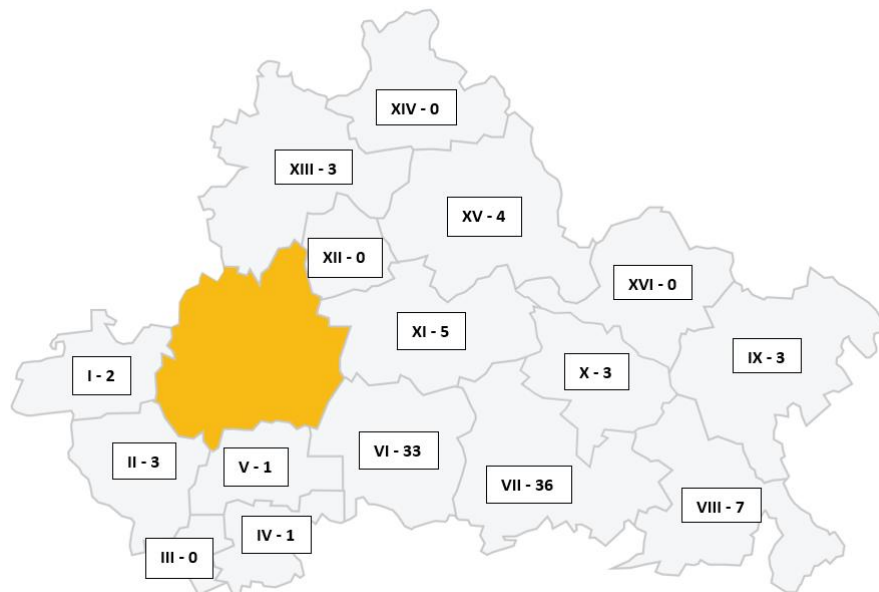 XIV - 0
XIII - 3
XV - 4
XII - 0
XVI - 0
XI - 5
IX - 3
I - 2
X - 3
II - 3
V - 1
VI - 33
VII - 36
VIII - 7
IV - 1
III - 0